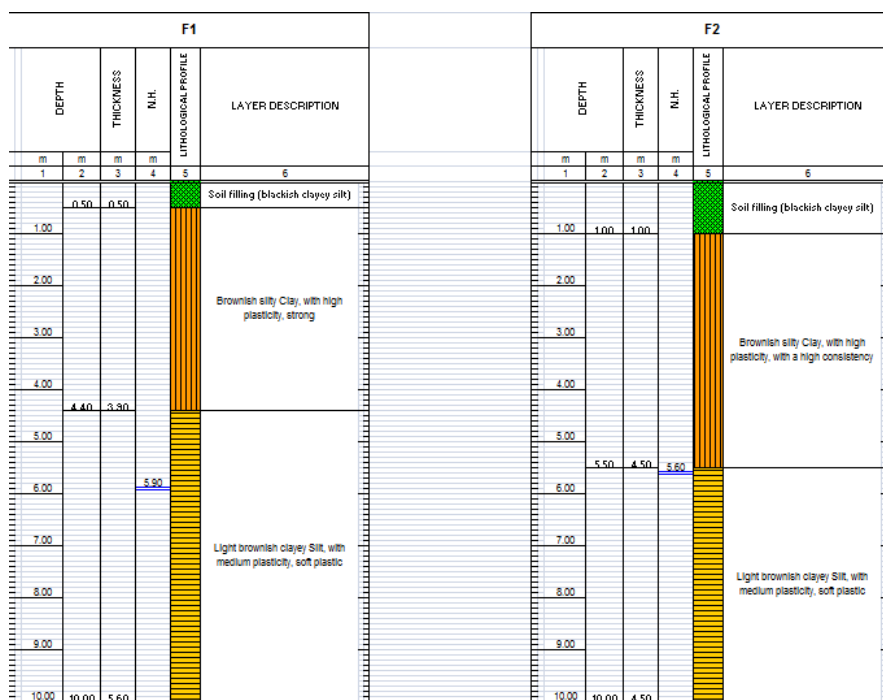 F1
DEPTH
THICKNESS
N.H.
LITHOLOGICAL PROFILE
LAYER DESCRIPTION
m m m m
1 2 3 4 5 6
Soil filling (blackish clayey silt)
0.50 0.50
1.00
2.00
Brownish silty Clay, with high
plasticity, strong
3.00
4.00
4.40 3.90
5.00
5.90
6.00
7.00
Light brownish clayey Silt, with
medium plasticity, soft plastic
8.00
9.00
10.00 10.00 5.60
F2
DEPTH
THICKNESS
N.H.
LITHOLOGICAL PROFILE
LAYER DESCRIPTION
m m m m
1 2 3 4 5 6
Soil filling (blackish clayey silt)
1.00 1.00 1.00
2.00
3.00
Brownish silty Clay, with high
plasticity, with a high consistency
4.00
5.00
5.50 4.50 5.60
6.00
7.00
Light brownish clayey Silt, with
medium plasticity, soft plastic
8.00
9.00
10.00 10.00 4.50